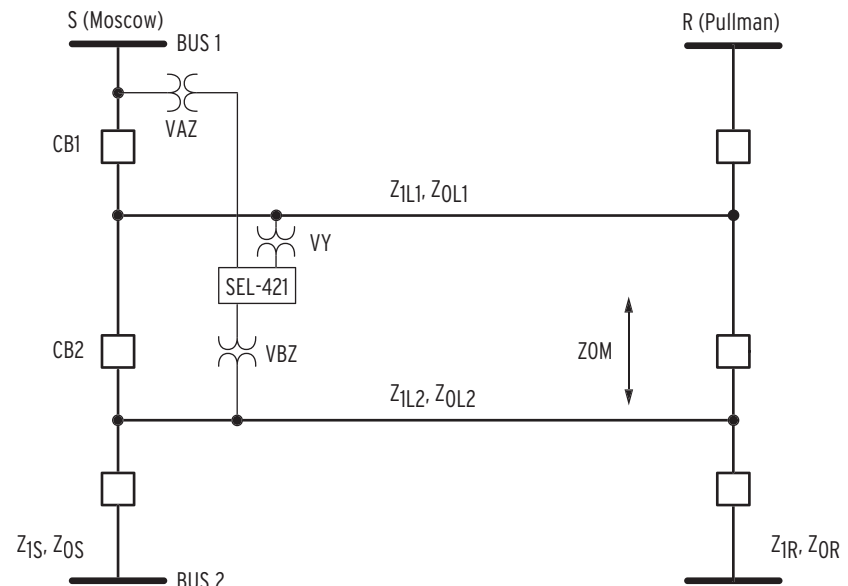 S (Moscow)
BUS 1
R (Pullman)
VAZ
CB1
Z1L1, Z0L1
VY
SEL-421
CB2
VBZ
Z0M
Z1L2, Z0L2
Z1S, Z0S
Z1R, Z0R
BUS 2